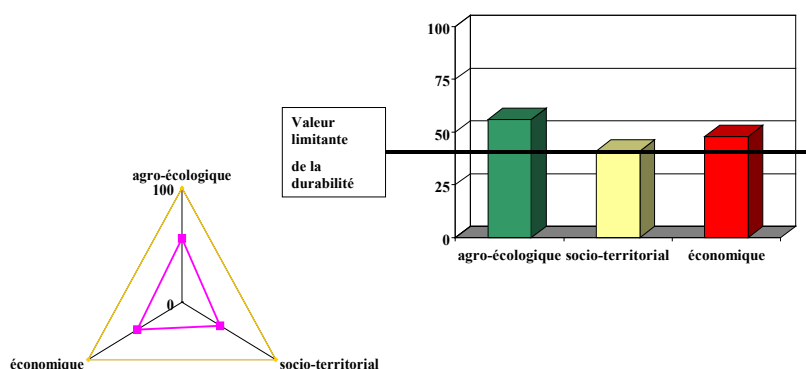 agro-écologique
100
0
économique
socio-territorial
Valeur
limitante
de la
durabilité
100
75
50
25
0
agro-écologique socio-territorial économique